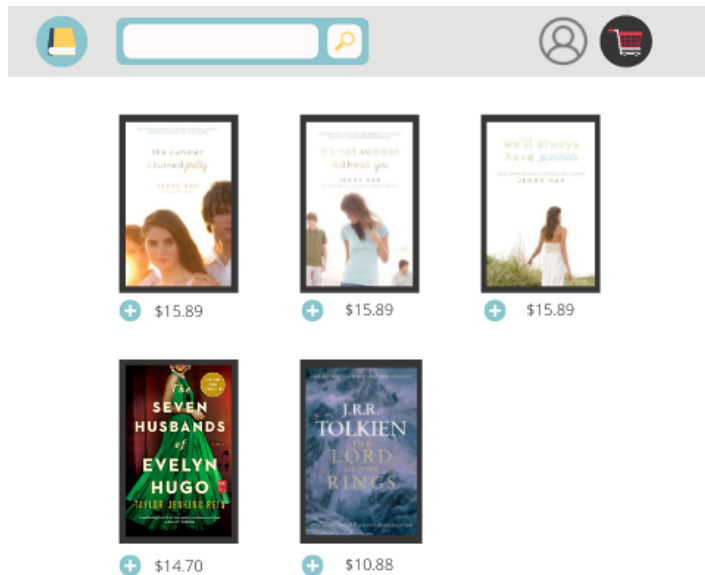 the summer
i turned pretty
JENNY HAN
it's not summer
without you
JENNY HAN
we'll always
have summer
JENNY HAN
$15.89
$15.89
$15.89
The
SEVEN
HUSBANDS
of
EVELYN
HUGO
TAYLOR JENKINS REID
J.R.R.
TOLKIEN
THE
LORD
OF THE
RINGS
$14.70
$10.88